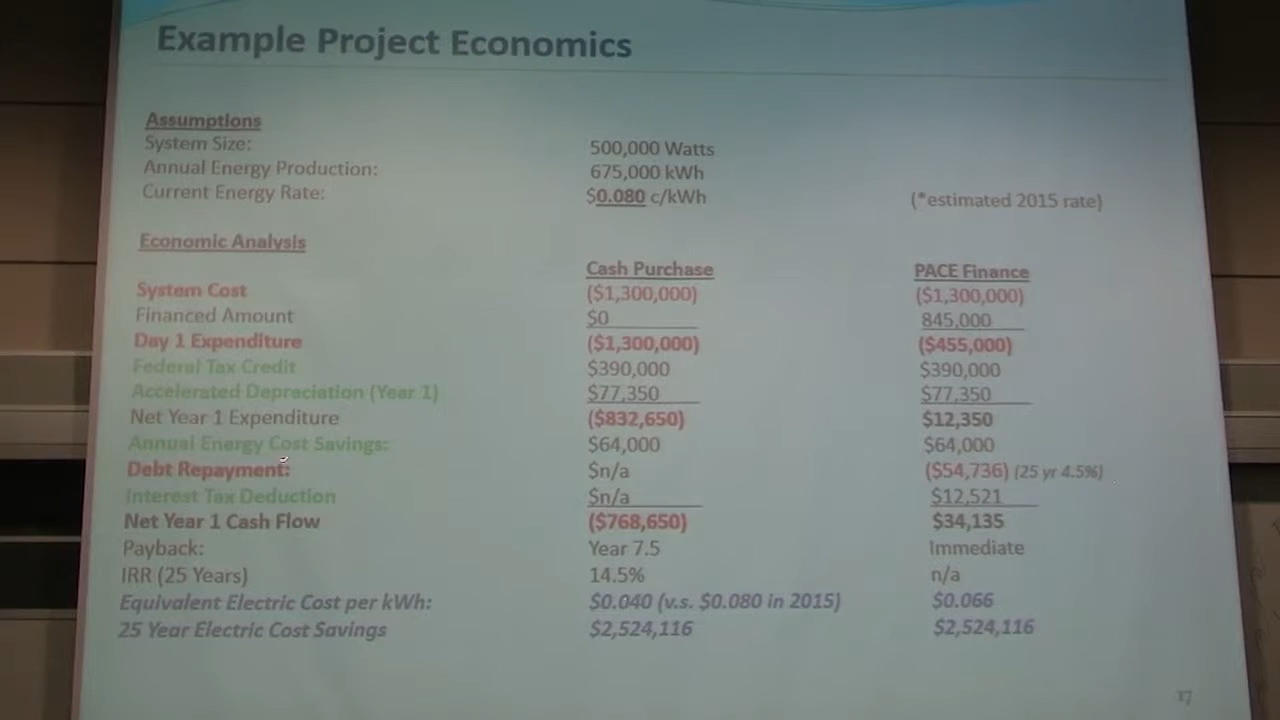 Example Project Economics
Assumptions
System Size: 500,000 Watts
Annual Energy Production: 675,000 kWh
Current Energy Rate: $0.080 c/kWh (*estimated 2015 rate)
Economic Analysis
Cash Purchase PACE Finance
System Cost ($1,300,000) ($1,300,000)
Financed Amount $0 845,000
Day 1 Expenditure ($1,300,000) ($455,000)
Federal Tax Credit $390,000 $390,000
Accelerated Depreciation (Year 1) $77,350 $77,350
Net Year 1 Expenditure ($832,650) $12,350
Annual Energy Cost Savings: $64,000 $64,000
Debt Repayment: $n/a ($54,736) (25 yr 4.5%)
Interest Tax Deduction $n/a $12,521
Net Year 1 Cash Flow ($768,650) $34,135
Payback: Year 7.5 Immediate
IRR (25 Years) 14.5% n/a
Equivalent Electric Cost per kWh: $0.040 (v.s. $0.080 in 2015) $0.066
25 Year Electric Cost Savings $2,524,116 $2,524,116
17